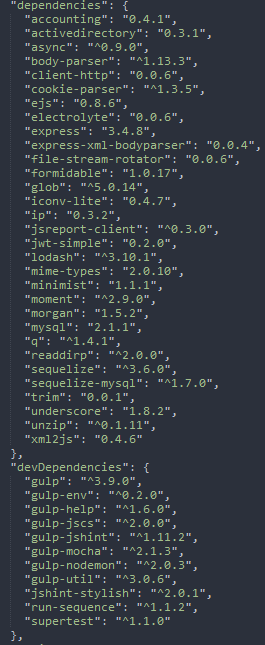 "dependencies": {
"accounting": "0.4.1",
"activedirectory": "0.3.1",
"async": "^0.9.0",
"body-parser": "^1.13.3",
"client-http": "0.0.6",
"cookie-parser": "^1.3.5",
"ejs": "0.8.6",
"electrolyte": "0.0.6",
"express": "3.4.8",
"express-xml-bodyparser": "0.0.4",
"file-stream-rotator": "0.0.6",
"formidable": "1.0.17",
"glob": "^5.0.14",
"iconv-lite": "0.4.7",
"ip": "0.3.2",
"jsreport-client": "^0.3.0",
"jwt-simple": "0.2.0",
"lodash": "^3.10.1",
"mime-types": "2.0.10",
"minimist": "1.1.1",
"moment": "^2.9.0",
"morgan": "1.5.2",
"mysql": "2.1.1",
"q": "^1.4.1",
"readdirp": "^2.0.0",
"sequelize": "^3.6.0",
"sequelize-mysql": "^1.7.0",
"trim": "0.0.1",
"underscore": "1.8.2",
"unzip": "^0.1.11",
"xml2js": "0.4.6"
},
"devDependencies": {
"gulp": "^3.9.0",
"gulp-env": "^0.2.0",
"gulp-help": "^1.6.0",
"gulp-jscs": "^2.0.0",
"gulp-jshint": "^1.11.2",
"gulp-mocha": "^2.1.3",
"gulp-nodemon": "^2.0.3",
"gulp-util": "^3.0.6",
"jshint-stylish": "^2.0.1",
"run-sequence": "^1.1.2",
"supertest": "^1.1.0"
},